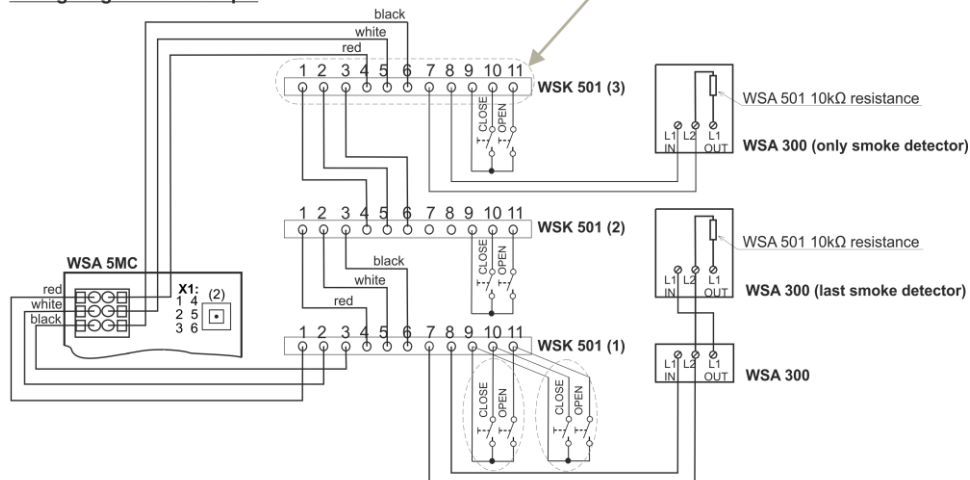 black
white
red
1 2 3 4 5 6 7 8 9 10 11
WSK 501 (3)
CLOSE
OPEN
WSA 501 10kΩ resistance
L1 L2 L1
IN OUT
WSA 300 (only smoke detector)
1 2 3 4 5 6 7 8 9 10 11
WSK 501 (2)
CLOSE
OPEN
WSA 501 10kΩ resistance
L1 L2 L1
IN OUT
WSA 300 (last smoke detector)
WSA 5MC
red
white
black
X1:
1 4
2 5
3 6
(2)
black
white
red
1 2 3 4 5 6 7 8 9 10 11
WSK 501 (1)
CLOSE
OPEN
CLOSE
OPEN
L1 L2 L1
IN OUT
WSA 300